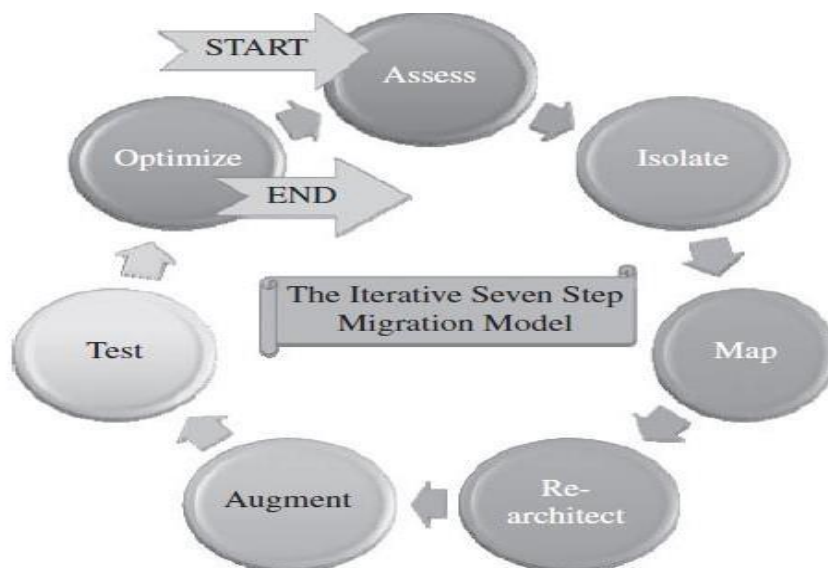 START
Assess
Isolate
Map
Re-
architect
Augment
Test
Optimize
END
The Iterative Seven Step
Migration Model